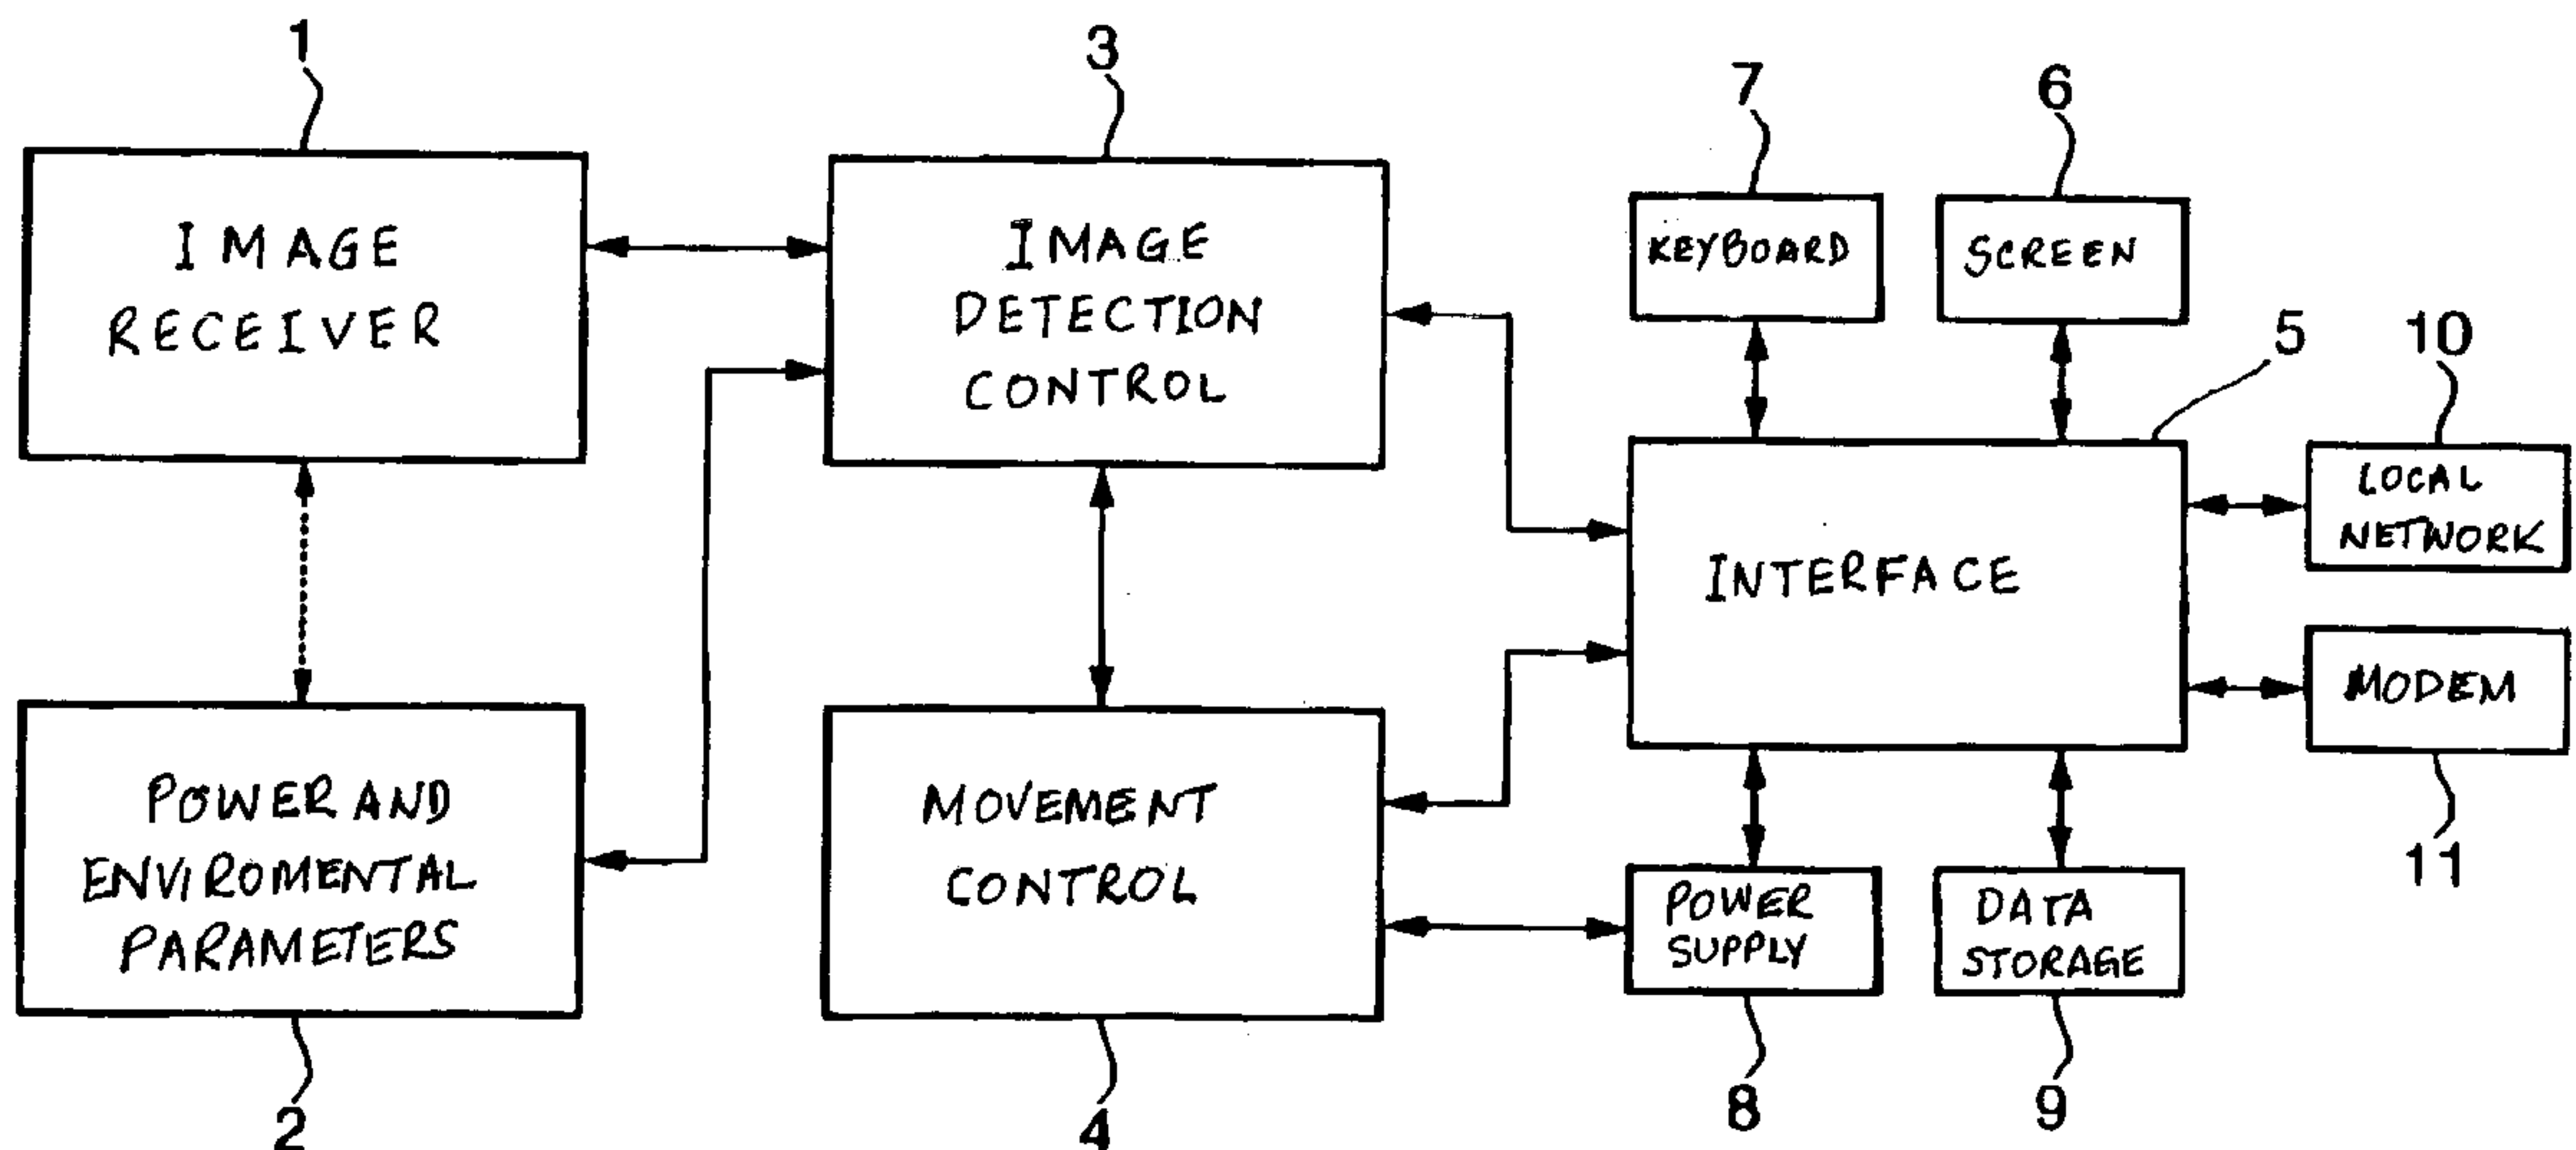 1
3
7
6
IMAGE
RECEIVER
IMAGE
DETECTION
CONTROL
KEYBOARD
SCREEN
5
10
LOCAL
NETWORK
INTERFACE
MODEM
11
POWER AND
ENVIROMENTAL
PARAMETERS
MOVEMENT
CONTROL
POWER
SUPPLY
DATA
STORAGE
2
4
8
9